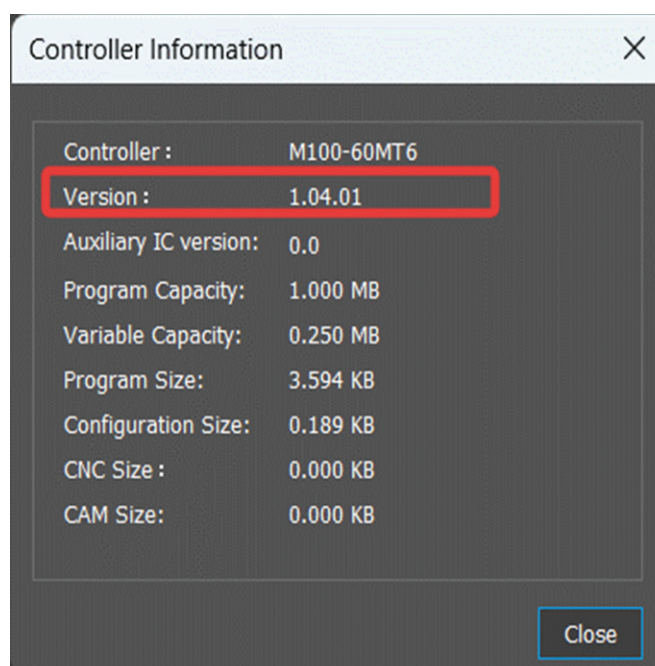 Controller Information
Controller : M100-60MT6
Version : 1.04.01
Auxiliary IC version: 0.0
Program Capacity: 1.000 MB
Variable Capacity: 0.250 MB
Program Size: 3.594 KB
Configuration Size: 0.189 KB
CNC Size : 0.000 KB
CAM Size: 0.000 KB
Close